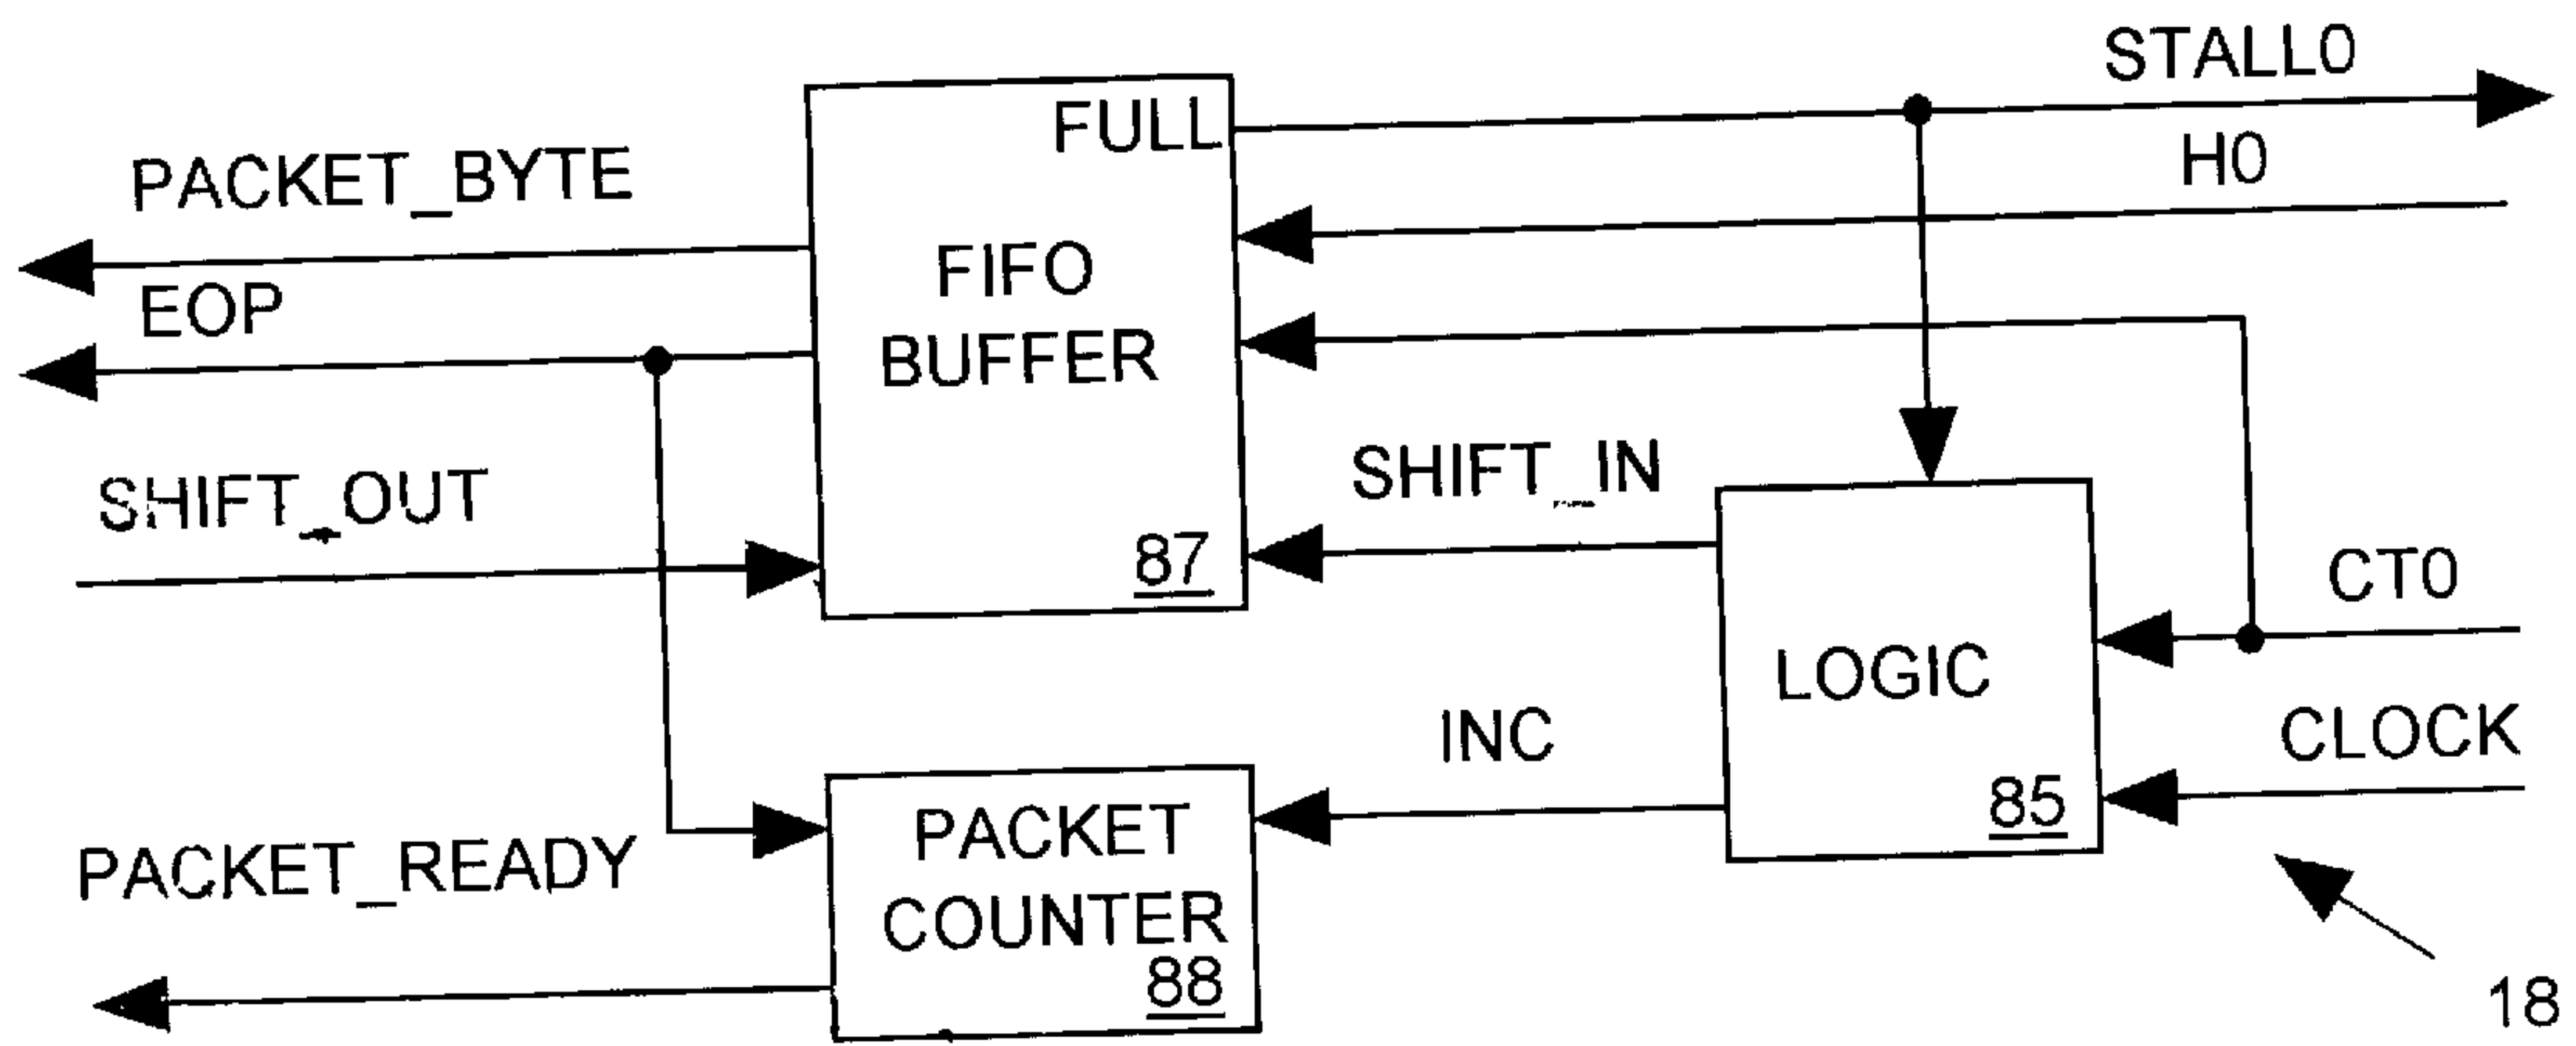 STALL0
FULL
H0
PACKET_BYTE
FIFO
BUFFER
EOP
SHIFT_IN
SHIFT_OUT
87
CT0
LOGIC
INC
CLOCK
85
PACKET
COUNTER
88
PACKET_READY
18